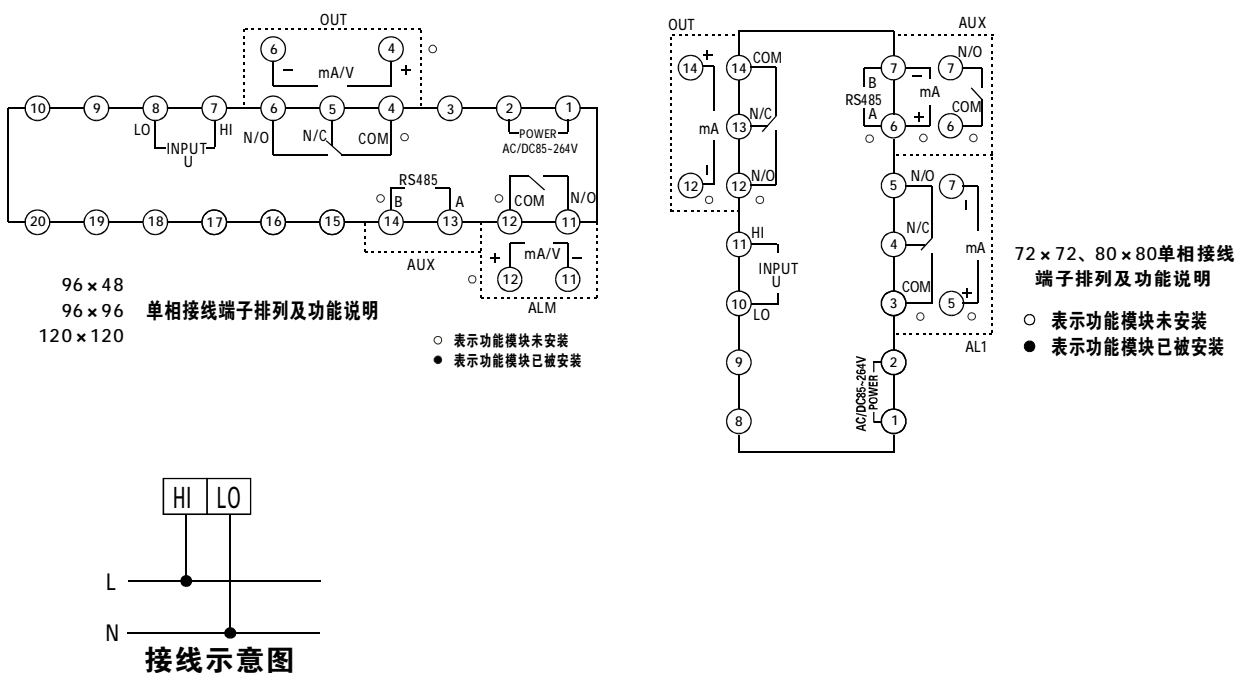 OUT
6
4
mA/V
− +
10
9
8
7
6
5
4
3
2
1
LO
HI
INPUT
U
N/O
N/C
COM
POWER
AC/DC85~264V
RS485
B
A
COM
N/O
20
19
18
17
16
15
14
13
12
11
AUX
+ mA/V −
12
11
ALM
96×48
96×96
120×120
单相接线端子排列及功能说明
○ 表示功能模块未安装
● 表示功能模块已被安装
OUT
14
+
mA
−
12
14
COM
13
N/C
12
N/O
11
HI
INPUT
U
10
LO
9
8
AUX
7
B
RS485
A
6
−
mA
+
7
N/O
COM
6
5
N/O
4
N/C
3
COM
7
−
mA
+
5
AL1
2
AC/DC85~264V
POWER
1
72×72、80×80单相接线
端子排列及功能说明
○ 表示功能模块未安装
● 表示功能模块已被安装
HI LO
L
N
接线示意图